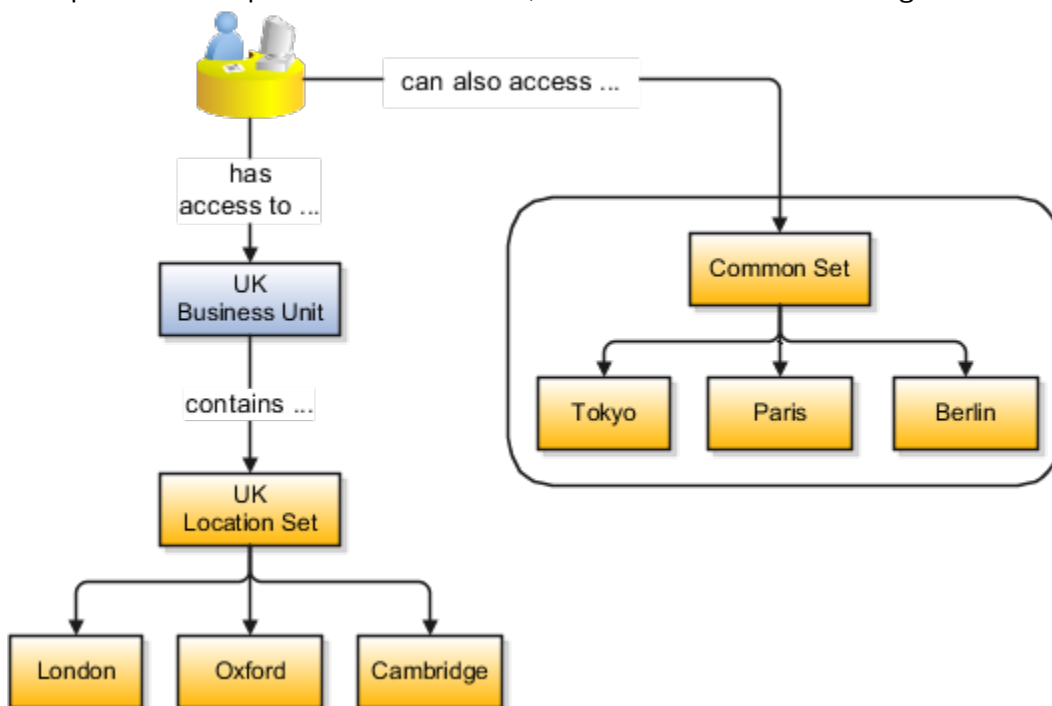 can also access ...
has
access to ...
Common Set
UK
Business Unit
Tokyo
Paris
Berlin
contains ...
UK
Location Set
London
Oxford
Cambridge